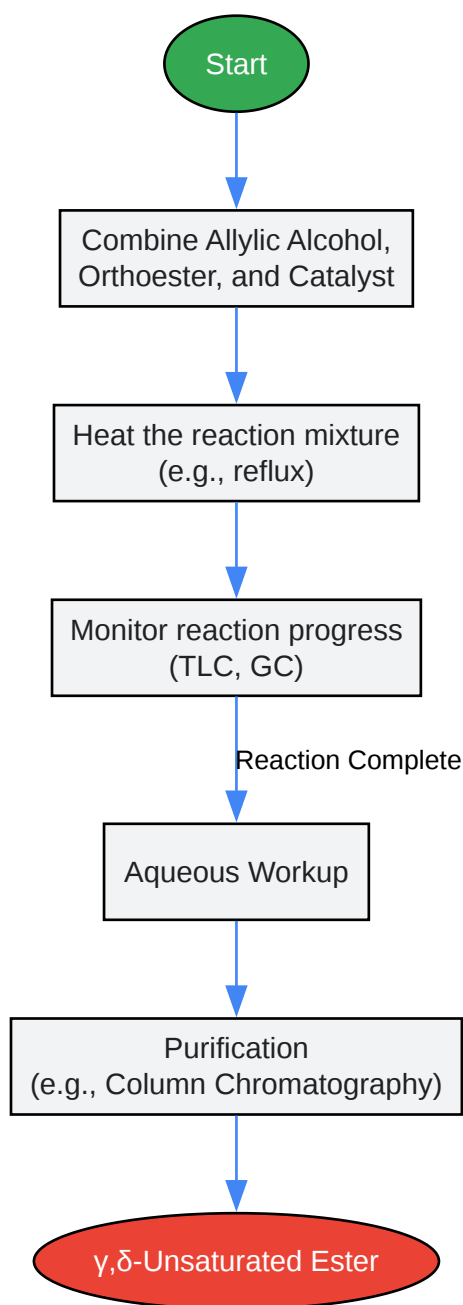 Start
Combine Allylic Alcohol,
Orthoester, and Catalyst
Heat the reaction mixture
(e.g., reflux)
Monitor reaction progress
(TLC, GC)
Reaction Complete
Aqueous Workup
Purification
(e.g., Column Chromatography)
γ,δ-Unsaturated Ester